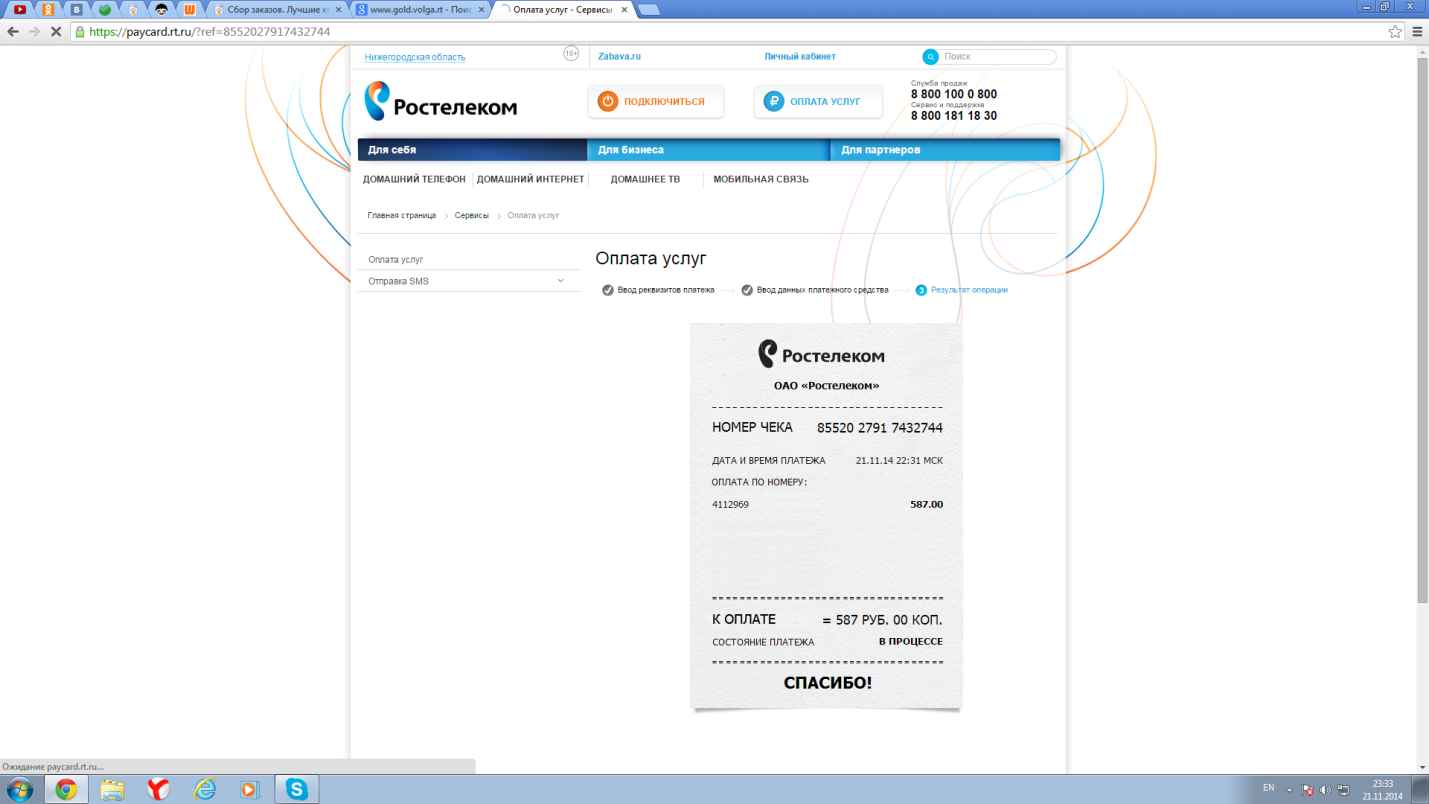 Сбор заказов. Лучшие ко
www.gold.volga.rt - Поис
Оплата услуг - Сервисы
https://paycard.rt.ru/?ref=8552027917432744
Нижегородская область
18+
Zabava.ru
Личный кабинет
Поиск
Ростелеком
ПОДКЛЮЧИТЬСЯ
ОПЛАТА УСЛУГ
Служба продаж
8 800 100 0 800
Сервис и поддержка
8 800 181 18 30
Для себя
Для бизнеса
Для партнеров
ДОМАШНИЙ ТЕЛЕФОН
ДОМАШНИЙ ИНТЕРНЕТ
ДОМАШНЕЕ ТВ
МОБИЛЬНАЯ СВЯЗЬ
Главная страница > Сервисы > Оплата услуг
Оплата услуг
Отправка SMS
Оплата услуг
Ввод реквизитов платежа
Ввод данных платежного средства
3 Результат операции
Ростелеком
ОАО «Ростелеком»
НОМЕР ЧЕКА 85520 2791 7432744
ДАТА И ВРЕМЯ ПЛАТЕЖА 21.11.14 22:31 МСК
ОПЛАТА ПО НОМЕРУ:
4112969 587.00
К ОПЛАТЕ = 587 РУБ. 00 КОП.
СОСТОЯНИЕ ПЛАТЕЖА В ПРОЦЕССЕ
СПАСИБО!
Ожидание paycard.rt.ru...
EN
23:33
21.11.2014